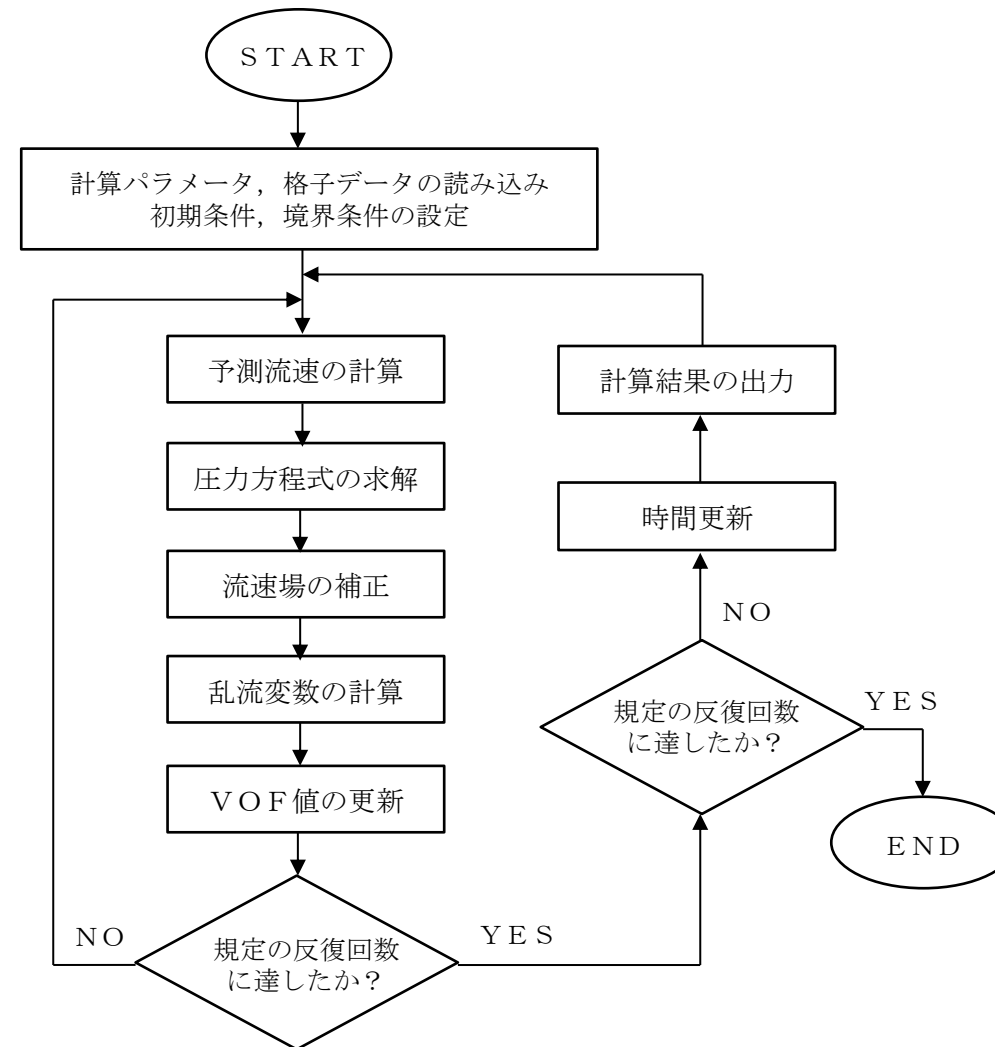 ＳＴＡＲＴ
計算パラメータ，格子データの読み込み
初期条件，境界条件の設定
予測流速の計算
圧力方程式の求解
流速場の補正
乱流変数の計算
ＶＯＦ値の更新
規定の反復回数
に達したか？
ＮＯ
ＹＥＳ
計算結果の出力
時間更新
ＮＯ
規定の反復回数
に達したか？
ＹＥＳ
ＥＮＤ